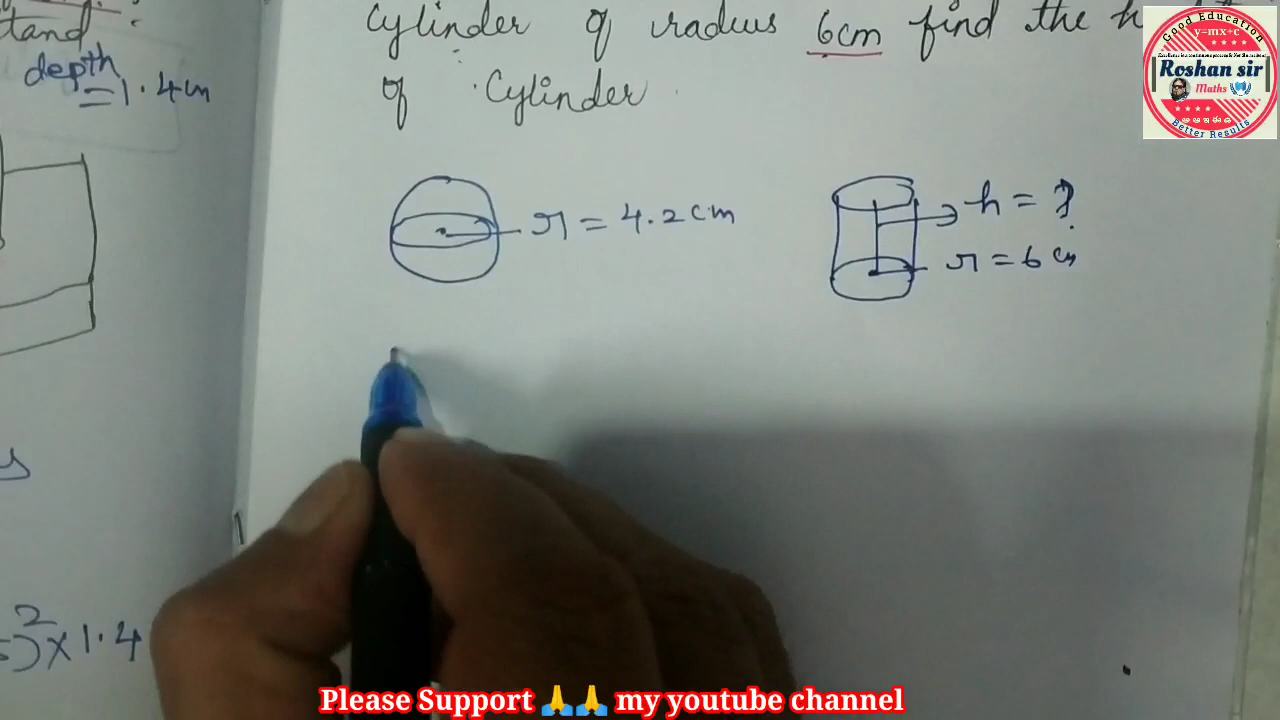 tand
depth
=1.4cm
Cylinder of radius 6cm find the
of Cylinder
r = 4.2cm
h = ?
r = 6 cm
2
)x1.4
Good Education
y=mx+c
Roshan sir
Maths
Better Results
Please Support 🙏🙏 my youtube channel